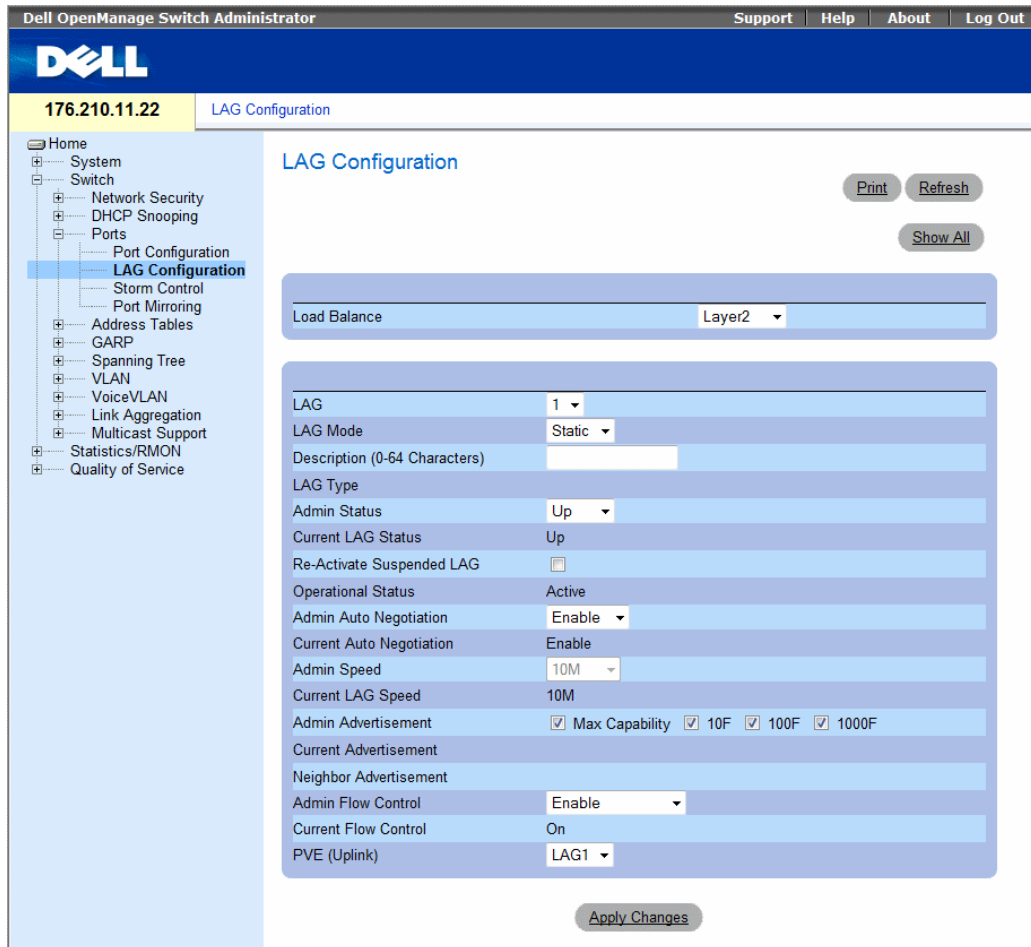 Dell OpenManage Switch Administrator Support Help About Log Out
DELL
176.210.11.22 LAG Configuration
Home
System
Switch
Network Security
DHCP Snooping
Ports
Port Configuration
LAG Configuration
Storm Control
Port Mirroring
Address Tables
GARP
Spanning Tree
VLAN
VoiceVLAN
Link Aggregation
Multicast Support
Statistics/RMON
Quality of Service
LAG Configuration
Print Refresh
Show All
Load Balance Layer2
LAG 1
LAG Mode Static
Description (0-64 Characters)
LAG Type
Admin Status Up
Current LAG Status Up
Re-Activate Suspended LAG
Operational Status Active
Admin Auto Negotiation Enable
Current Auto Negotiation Enable
Admin Speed 10M
Current LAG Speed 10M
Admin Advertisement Max Capability 10F 100F 1000F
Current Advertisement
Neighbor Advertisement
Admin Flow Control Enable
Current Flow Control On
PVE (Uplink) LAG1
Apply Changes